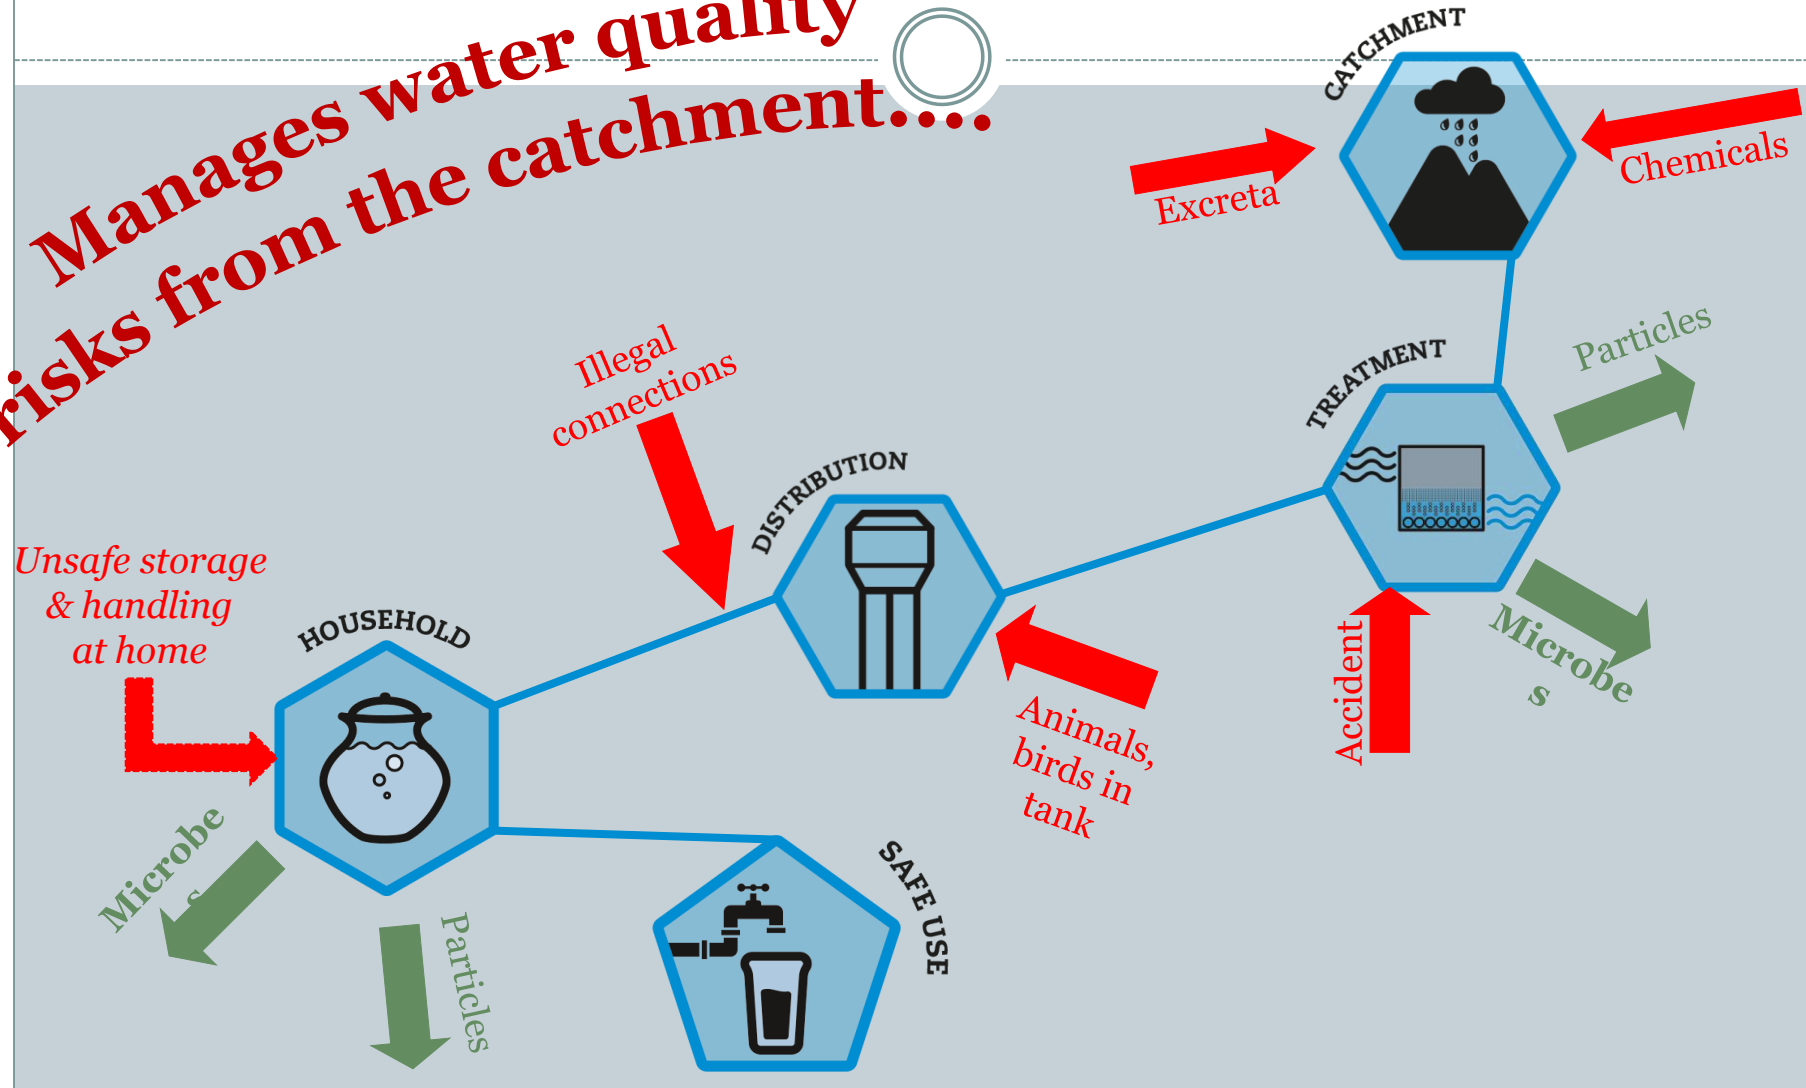 Manages water quality
risks from the catchment....
CATCHMENT
Excreta
Chemicals
TREATMENT
Particles
Microbe
s
Accident
Illegal
connections
DISTRIBUTION
Animals,
birds in
tank
Unsafe storage
& handling
at home
HOUSEHOLD
Microbe
s
Particles
SAFE USE